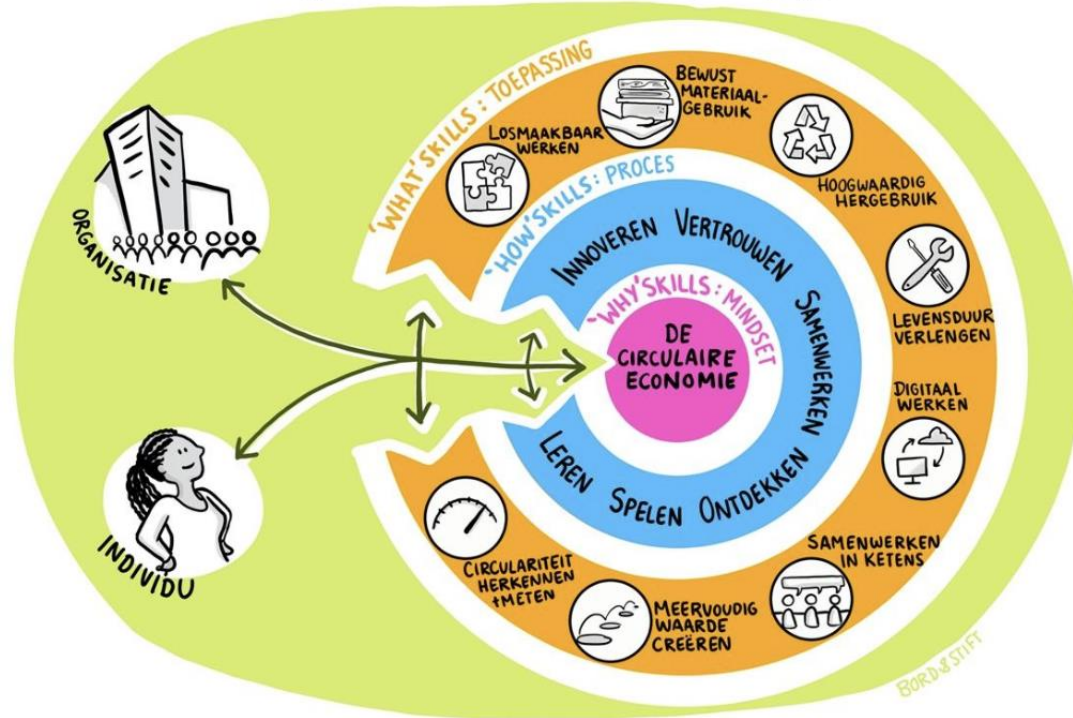 'WHAT'SKILLS: TOEPASSING
LOSMAAKBAAR
WERKEN
BEWUST
MATERIAAL-
GEBRUIK
HOOGWAARDIG
HERGEBRUIK
LEVENSDUUR
VERLENGEN
DIGITAAL
WERKEN
SAMENWERKEN
IN KETENS
MEERVOUDIG
WAARDE
CREËREN
CIRCULARITEIT
HERKENNEN
+METEN
'HOW'SKILLS: PROCES
INNOVEREN VERTROUWEN SAMENWERKEN
LEREN SPELEN ONTDEKKEN
'WHY'SKILLS: MINDSET
DE
CIRCULAIRE
ECONOMIE
ORGANISATIE
INDIVIDU
BORD&STIFT